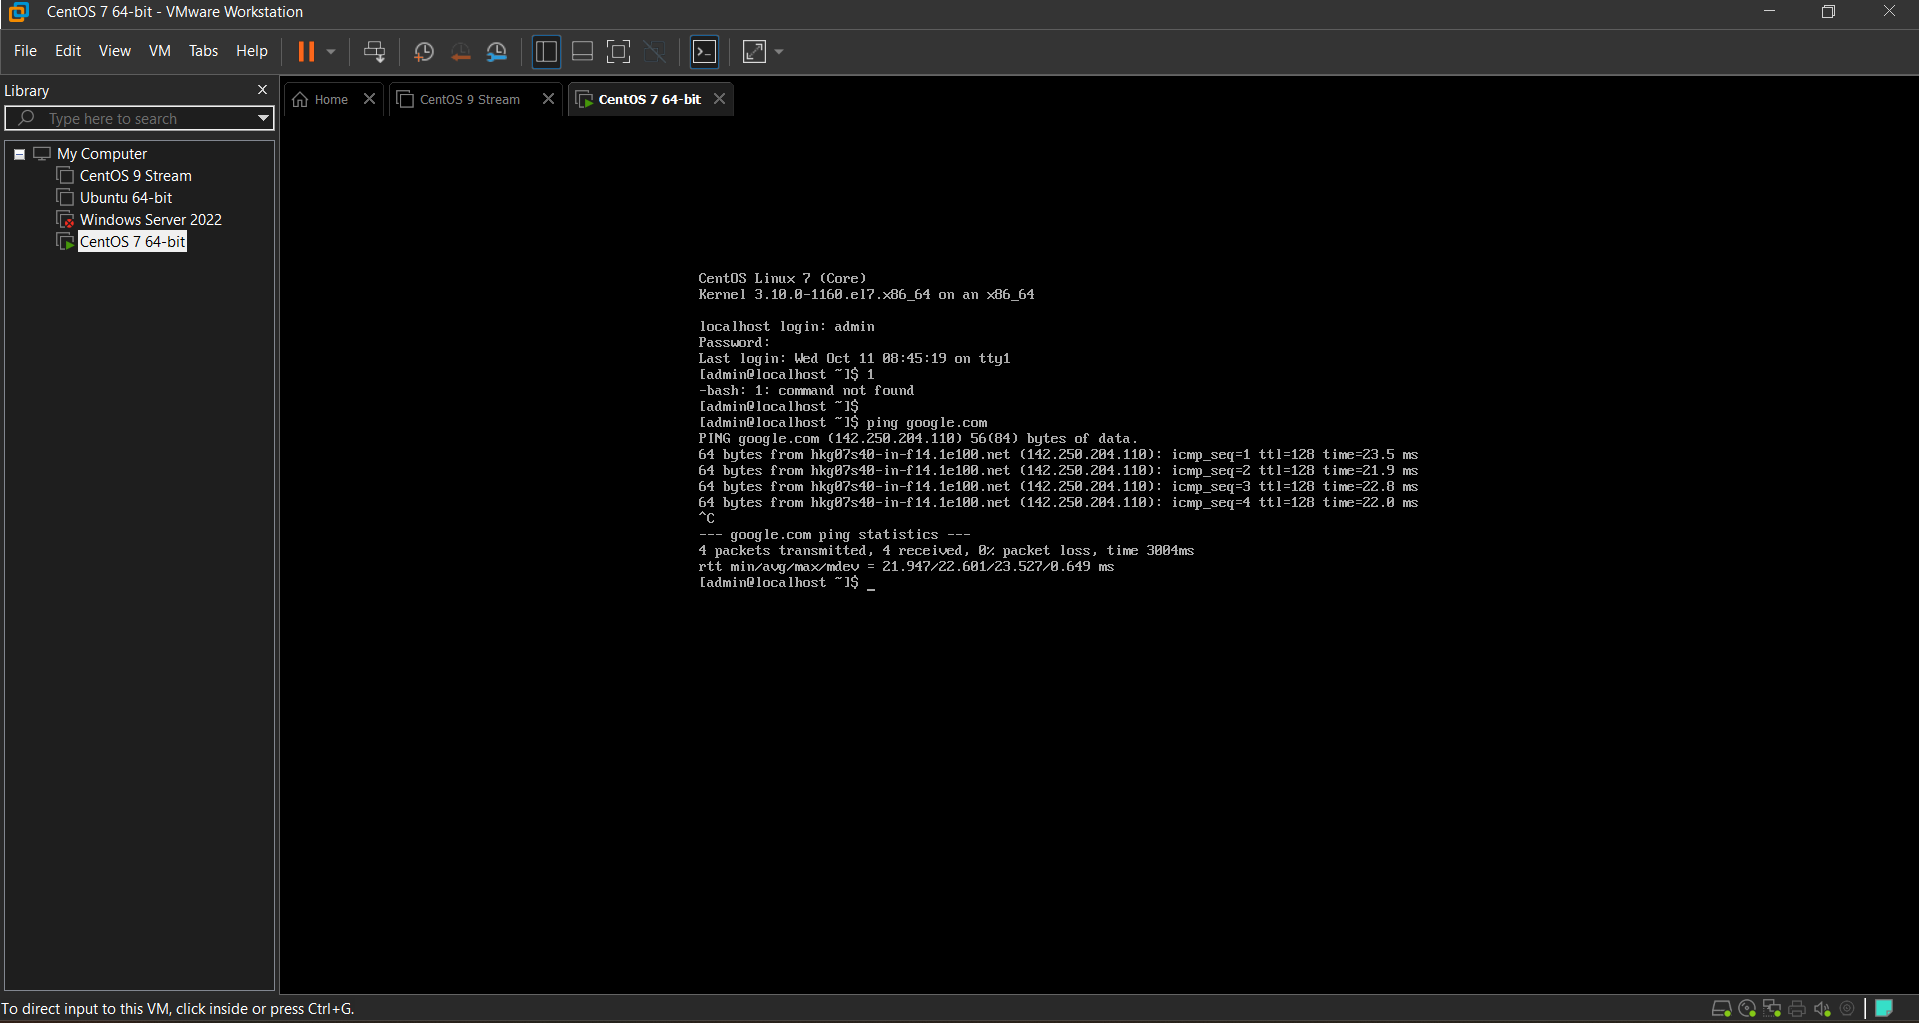 CentOS 7 64-bit - VMware Workstation
File Edit View VM Tabs Help
Library
Type here to search
My Computer
CentOS 9 Stream
Ubuntu 64-bit
Windows Server 2022
CentOS 7 64-bit
Home
CentOS 9 Stream
CentOS 7 64-bit
CentOS Linux 7 (Core)
Kernel 3.10.0-1160.el7.x86_64 on an x86_64
localhost login: admin
Password:
Last login: Wed Oct 11 08:45:19 on tty1
[admin@localhost ~]$ 1
-bash: 1: command not found
[admin@localhost ~]$
[admin@localhost ~]$ ping google.com
PING google.com (142.250.204.110) 56(84) bytes of data.
64 bytes from hkg07s40-in-f14.1e100.net (142.250.204.110): icmp_seq=1 ttl=128 time=23.5 ms
64 bytes from hkg07s40-in-f14.1e100.net (142.250.204.110): icmp_seq=2 ttl=128 time=21.9 ms
64 bytes from hkg07s40-in-f14.1e100.net (142.250.204.110): icmp_seq=3 ttl=128 time=22.8 ms
64 bytes from hkg07s40-in-f14.1e100.net (142.250.204.110): icmp_seq=4 ttl=128 time=22.0 ms
^C
--- google.com ping statistics ---
4 packets transmitted, 4 received, 0% packet loss, time 3004ms
rtt min/avg/max/mdev = 21.947/22.601/23.527/0.649 ms
[admin@localhost ~]$ _
To direct input to this VM, click inside or press Ctrl+G.